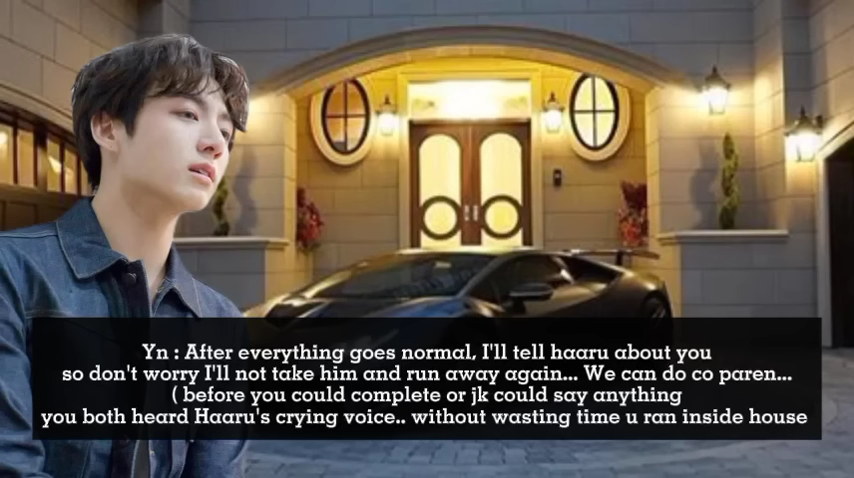 Yn : After everything goes normal, I'll tell haaru about you
so don't worry I'll not take him and run away again... We can do co paren...
( before you could complete or jk could say anything
you both heard Haaru's crying voice.. without wasting time u ran inside house